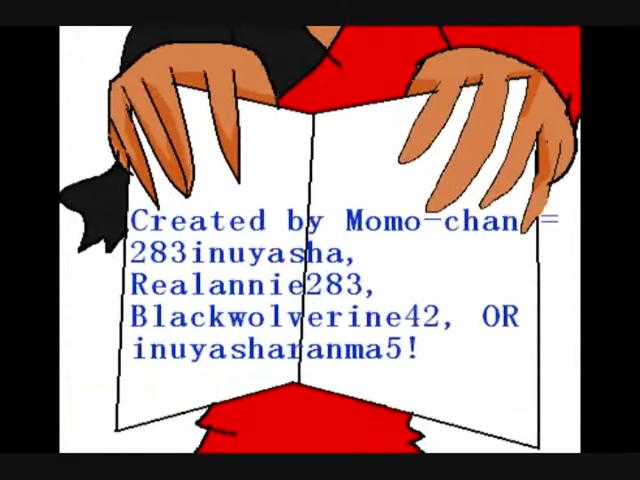 Created by Momo-chan =
283inuyasha,
Realannie283,
Blackwolverine42, OR
inuyasharanma5!